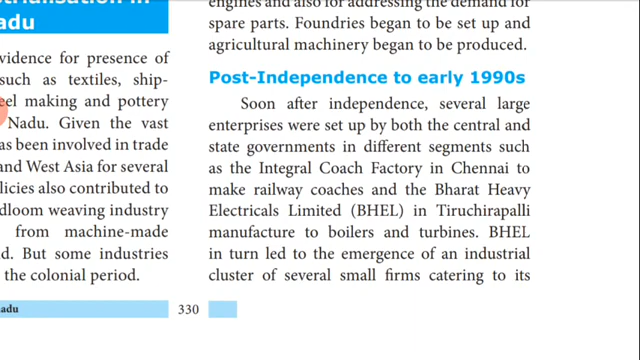 adu
vidence for presence of
such as textiles, ship-
eel making and pottery
Nadu. Given the vast
as been involved in trade
and West Asia for several
licies also contributed to
dloom weaving industry
from machine-made
d. But some industries
the colonial period.
engines and also for addressing the demand for
spare parts. Foundries began to be set up and
agricultural machinery began to be produced.
Post-Independence to early 1990s
Soon after independence, several large
enterprises were set up by both the central and
state governments in different segments such
as the Integral Coach Factory in Chennai to
make railway coaches and the Bharat Heavy
Electricals Limited (BHEL) in Tiruchirapalli
manufacture to boilers and turbines. BHEL
in turn led to the emergence of an industrial
cluster of several small firms catering to its
adu 330